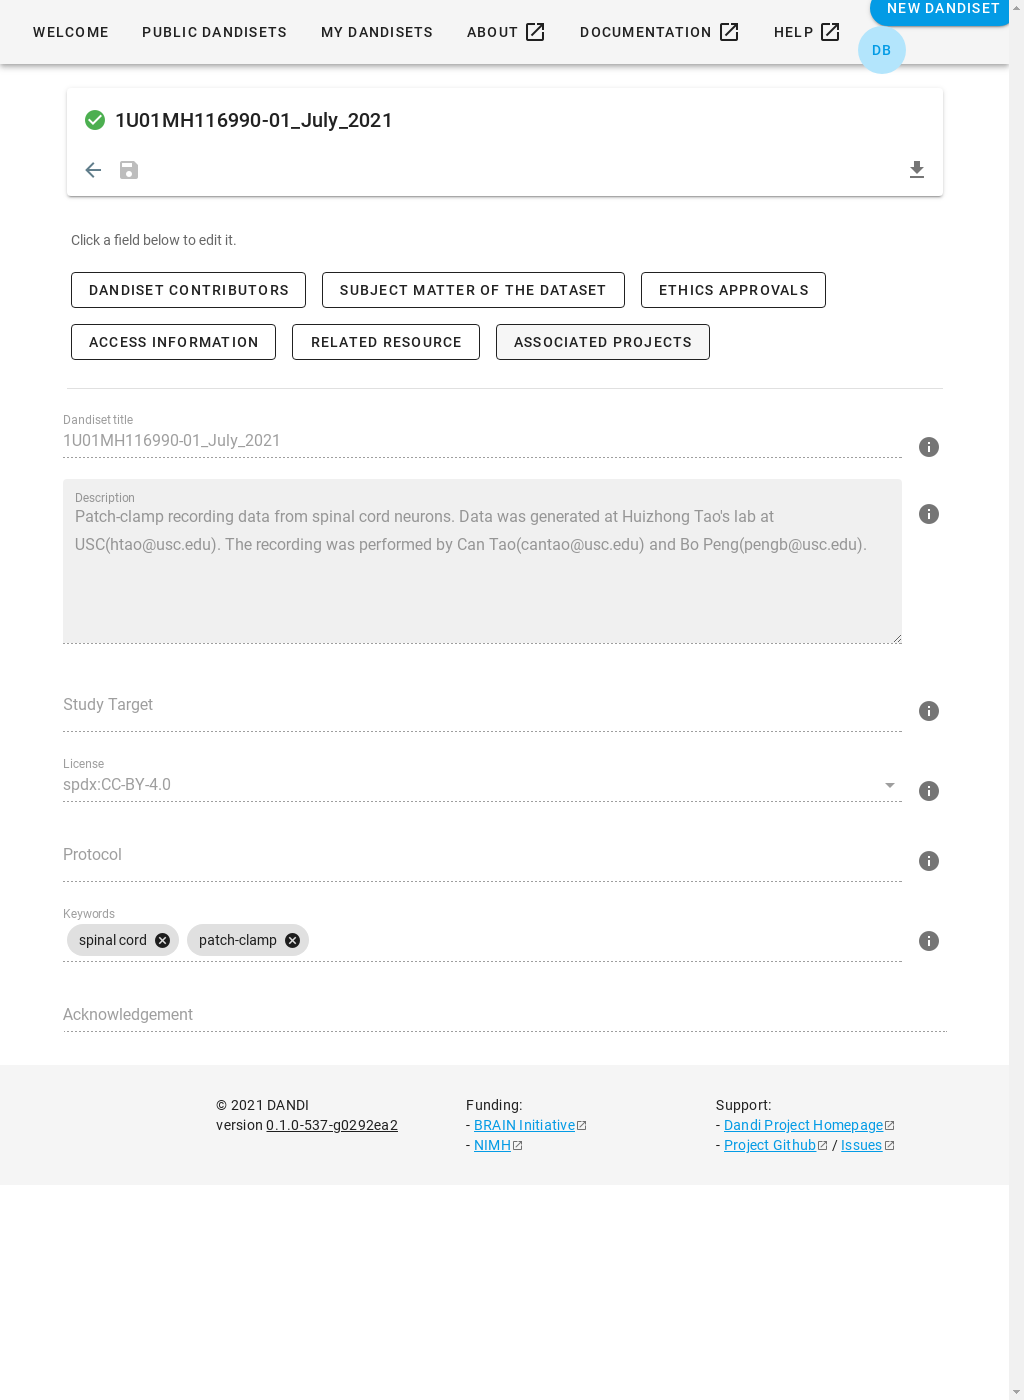 WELCOME PUBLIC DANDISETS MY DANDISETS ABOUT DOCUMENTATION HELP NEW DANDISET
DB
1U01MH116990-01_July_2021
Click a field below to edit it.
DANDISET CONTRIBUTORS SUBJECT MATTER OF THE DATASET ETHICS APPROVALS
ACCESS INFORMATION RELATED RESOURCE ASSOCIATED PROJECTS
Dandiset title
1U01MH116990-01_July_2021
Description
Patch-clamp recording data from spinal cord neurons. Data was generated at Huizhong Tao's lab at
USC(htao@usc.edu). The recording was performed by Can Tao(cantao@usc.edu) and Bo Peng(pengb@usc.edu).
Study Target
License
spdx:CC-BY-4.0
Protocol
Keywords
spinal cord patch-clamp
Acknowledgement
© 2021 DANDI
version 0.1.0-537-g0292ea2
Funding:
- BRAIN Initiative
- NIMH
Support:
- Dandi Project Homepage
- Project Github / Issues